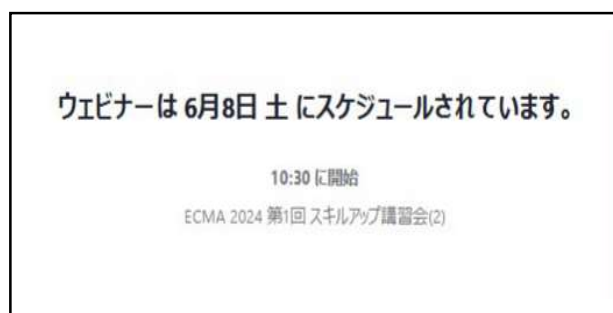 ウェビナーは 6月8日 土 にスケジュールされています。
10:30 に開始
ECMA 2024 第1回 スキルアップ講習会(2)